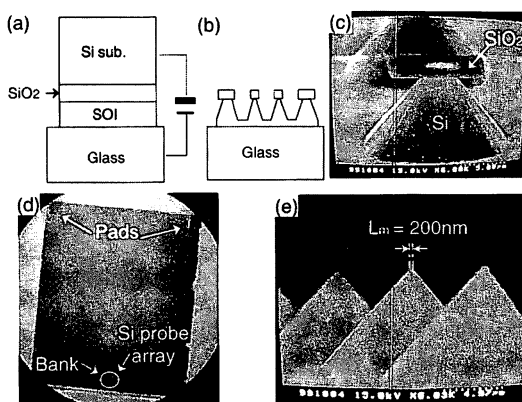 (a)
Si sub.
SiO2
SOI
Glass
(b)
Glass
(c)
SiO2
Si
(d)
Pads
Si probe
array
Bank
(e)
Lm = 200nm